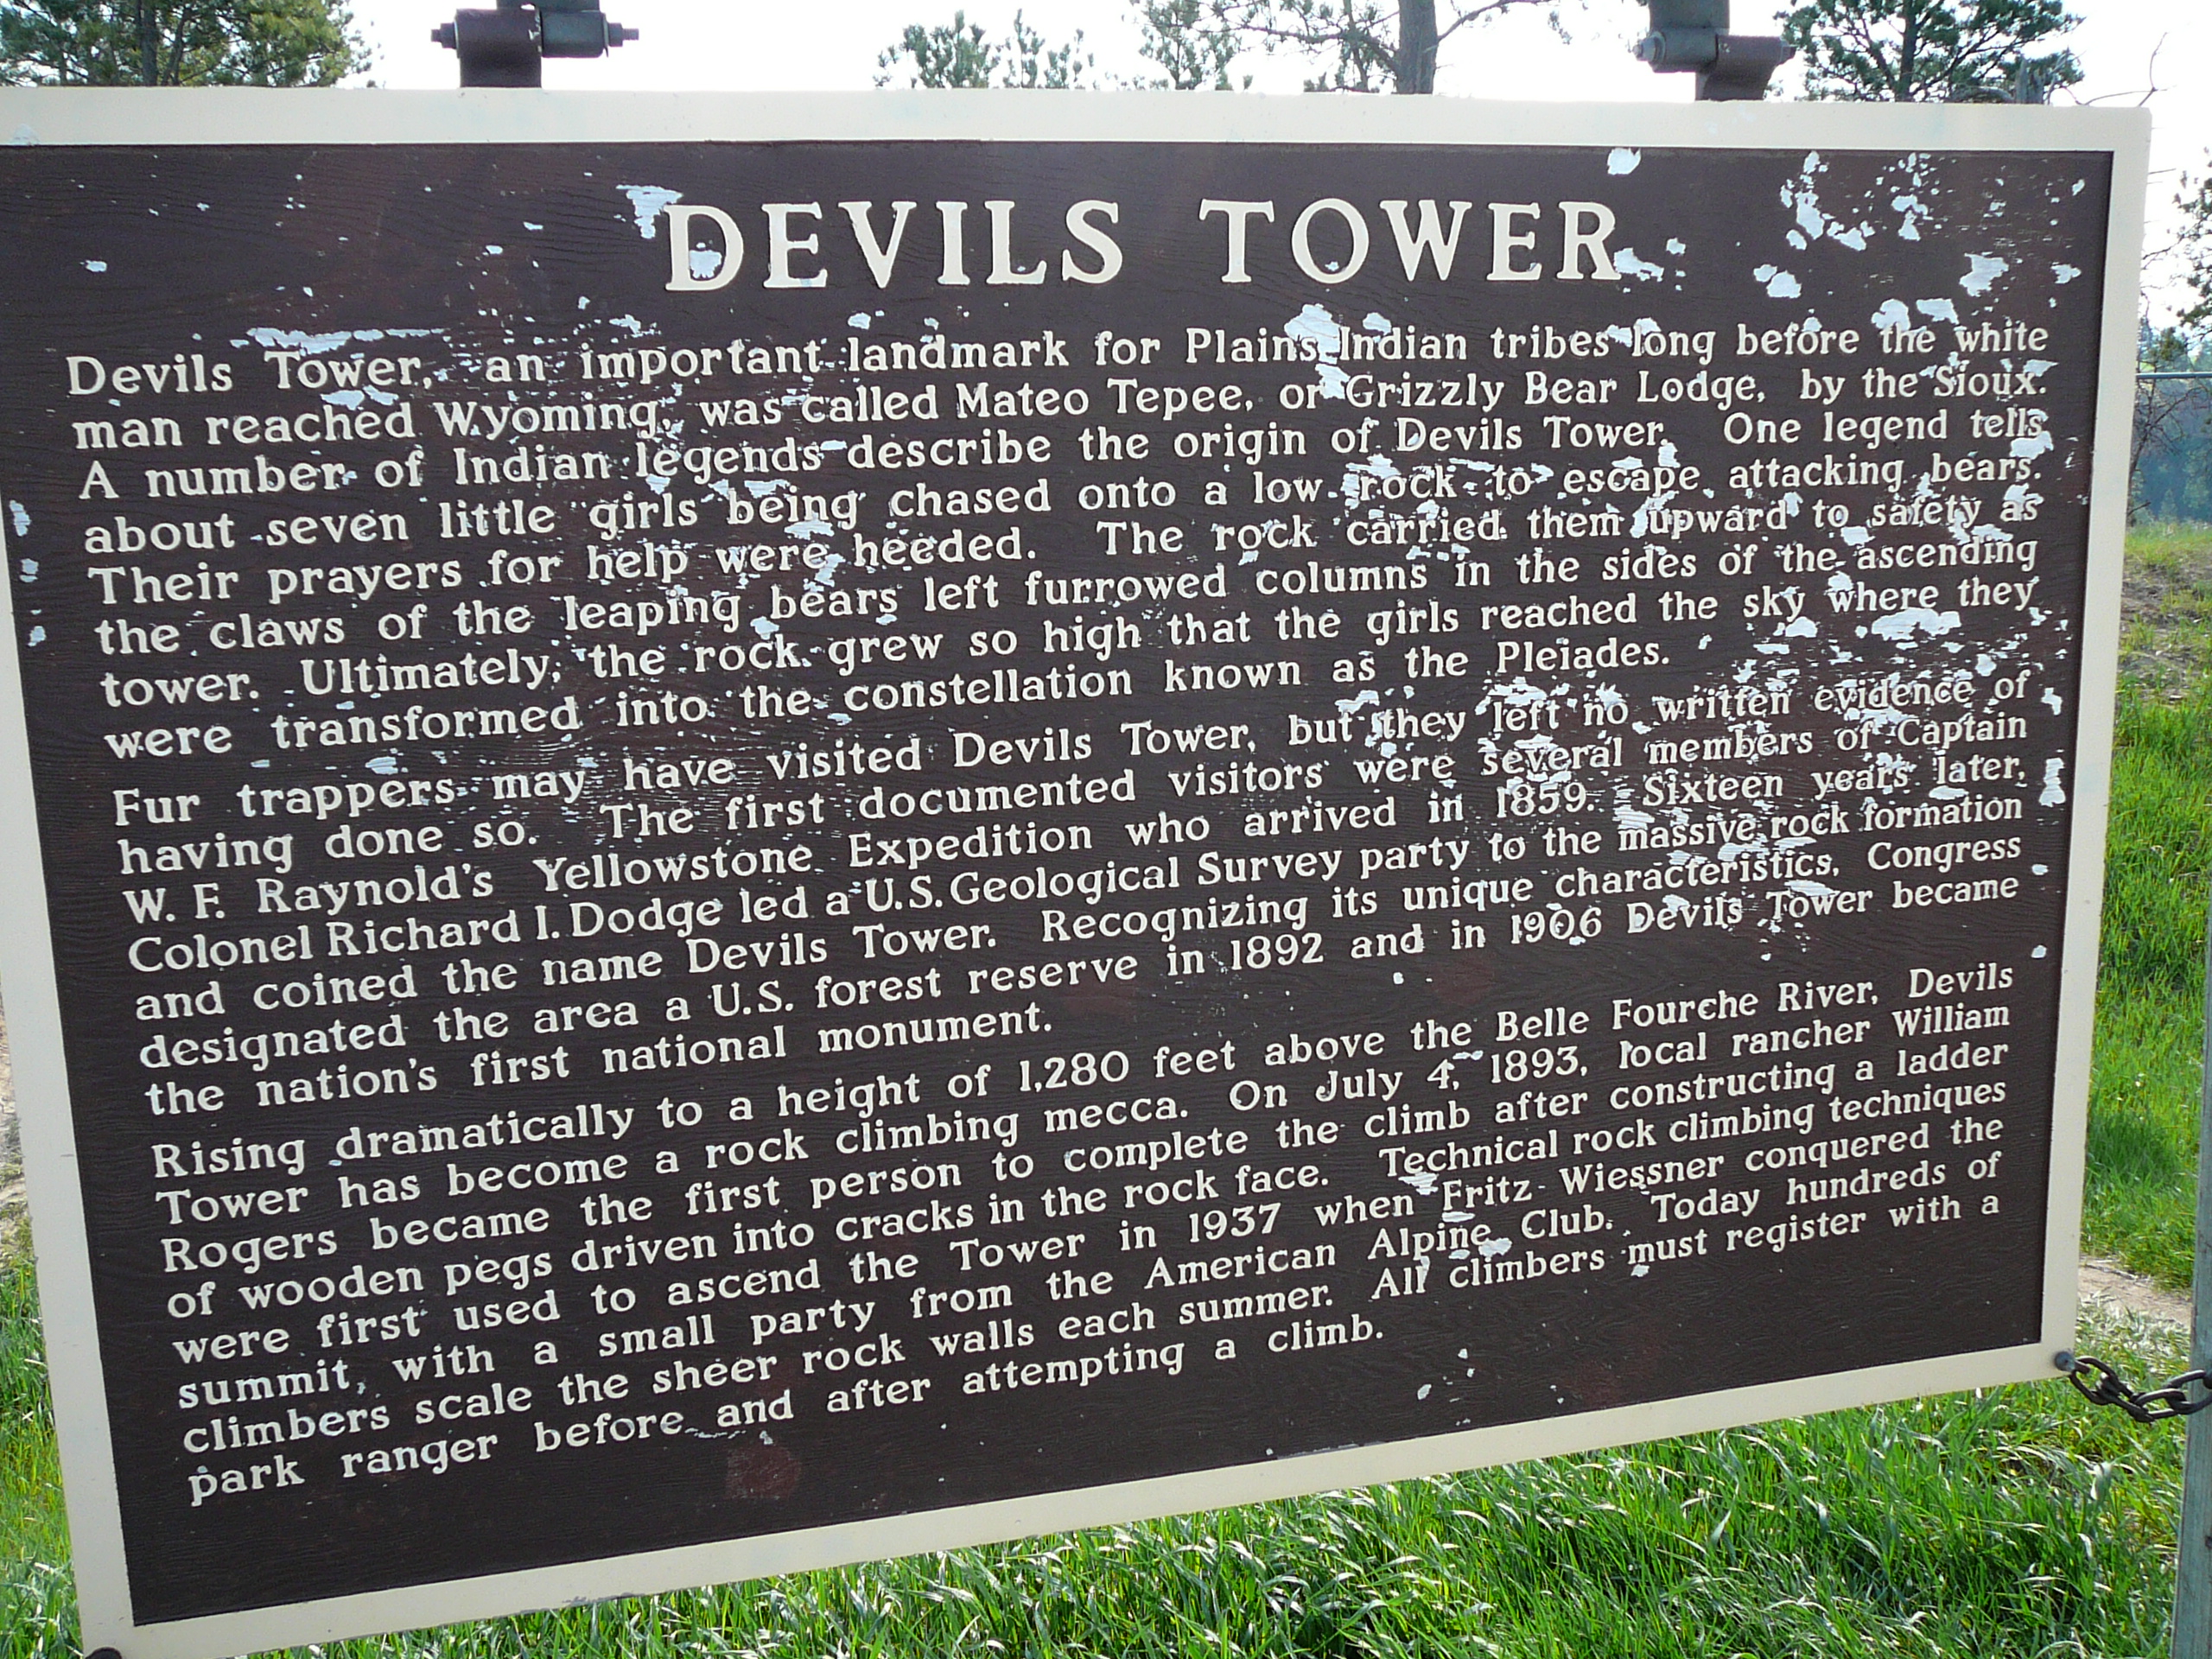 DEVILS TOWER
Devils Tower, an important landmark for Plains Indian tribes long before the white
man reached Wyoming, was called Mateo Tepee, or Grizzly Bear Lodge, by the Sioux.
A number of Indian legends describe the origin of Devils Tower. One legend tells
about seven little girls being chased onto a low rock to escape attacking bears.
Their prayers for help were heeded. The rock carried them upward to safety as
the claws of the leaping bears left furrowed columns in the sides of the ascending
tower. Ultimately, the rock grew so high that the girls reached the sky where they
were transformed into the constellation known as the Pleiades.
Fur trappers may have visited Devils Tower, but they left no written evidence of
having done so. The first documented visitors were several members of Captain
W. F. Raynold's Yellowstone Expedition who arrived in 1859. Sixteen years later,
Colonel Richard I. Dodge led a U.S. Geological Survey party to the massive rock formation
and coined the name Devils Tower. Recognizing its unique characteristics, Congress
designated the area a U.S. forest reserve in 1892 and in 1906 Devils Tower became
the nation's first national monument.
Rising dramatically to a height of 1,280 feet above the Belle Fourche River, Devils
Tower has become a rock climbing mecca. On July 4, 1893, local rancher William
Rogers became the first person to complete the climb after constructing a ladder
of wooden pegs driven into cracks in the rock face. Technical rock climbing techniques
were first used to ascend the Tower in 1937 when Fritz Wiessner conquered the
summit, with a small party from the American Alpine Club. Today hundreds of
climbers scale the sheer rock walls each summer. All climbers must register with a
park ranger before and after attempting a climb.